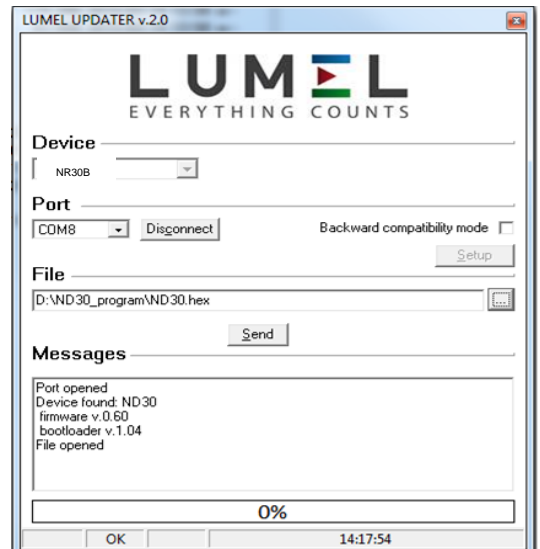 LUMEL UPDATER v.2.0
LUMEL
EVERYTHING COUNTS
Device
NR30B
Port
COM8 Disconnect Backward compatibility mode
Setup
File
D:\ND30_program\ND30.hex ...
Send
Messages
Port opened
Device found: ND30
firmware v.0.60
bootloader v.1.04
File opened
0%
OK 14:17:54